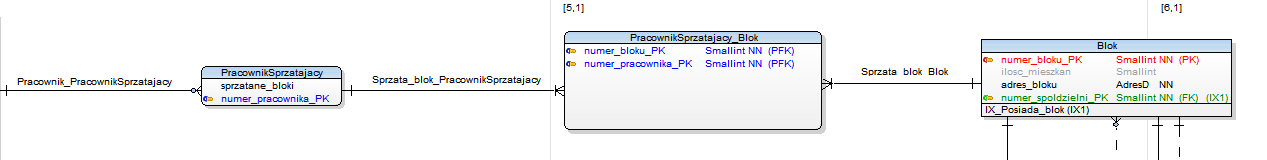 [5,1]
[6,1]
PracownikSprzatajacy_Blok
numer_bloku_PK Smallint NN (PFK)
numer_pracownika_PK Smallint NN (PFK)
Blok
numer_bloku_PK Smallint NN (PK)
ilosc_mieszkan Smallint
adres_bloku AdresD NN
numer_spoldzielni_PK Smallint NN (FK) (IX1)
IX_Posiada_blok (IX1)
Pracownik_PracownikSprzatajacy
PracownikSprzatajacy
sprzatane_bloki
numer_pracownika_PK
Sprzata_blok_PracownikSprzatajacy
Sprzata_blok_Blok